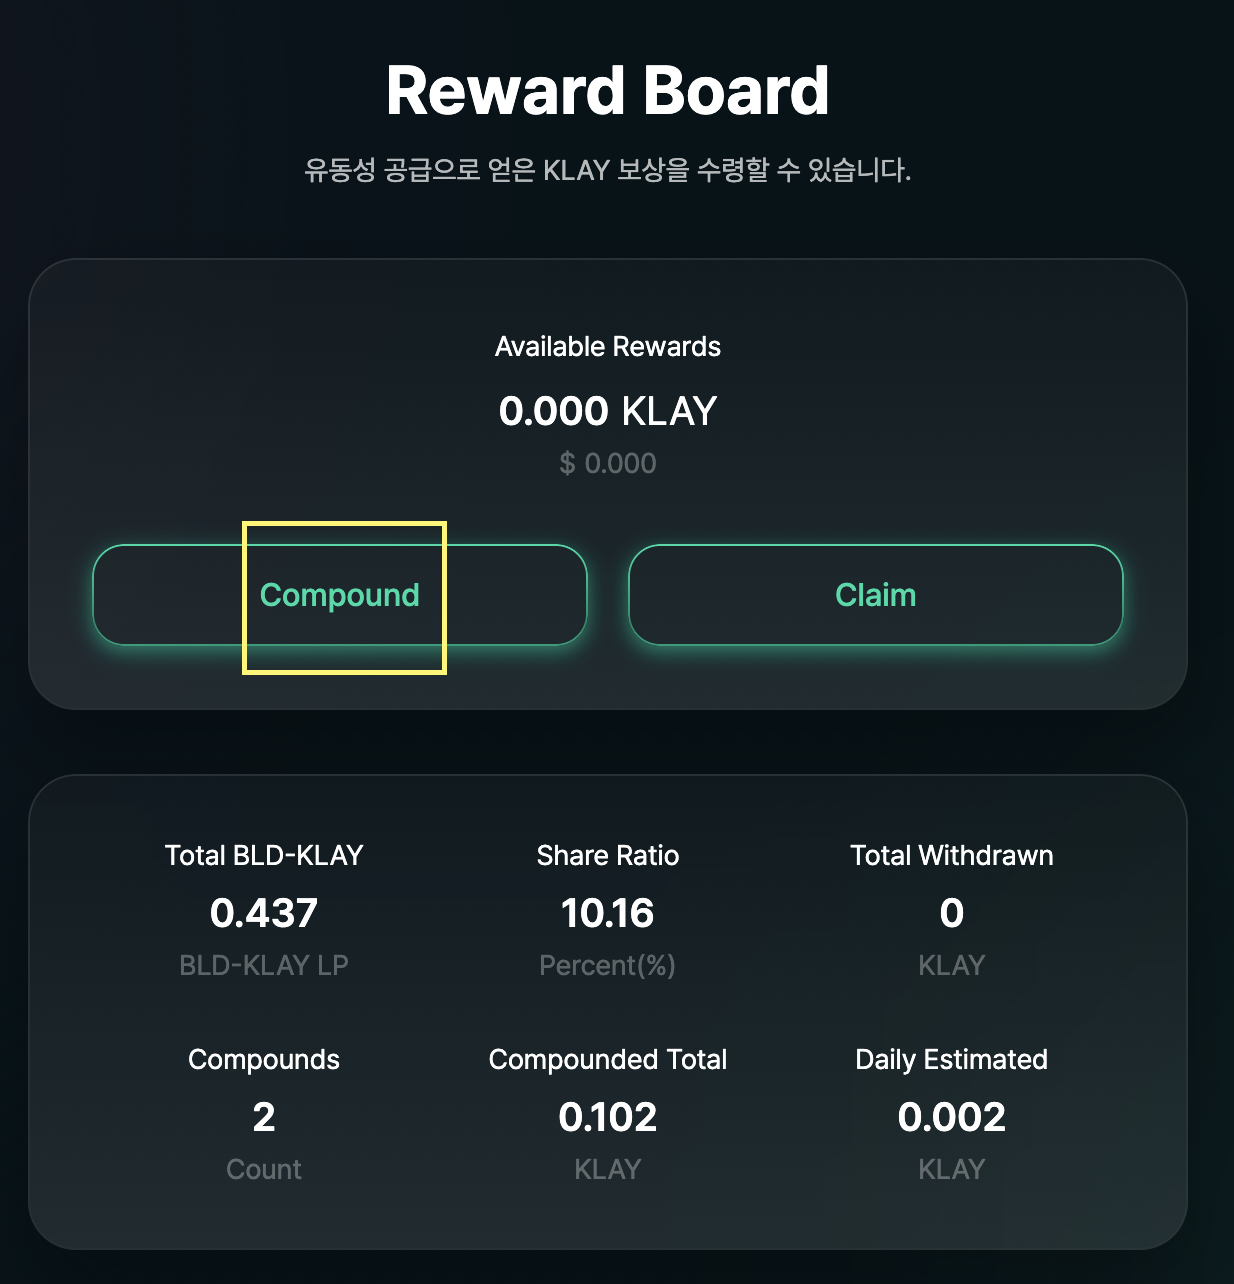 Reward Board
유동성 공급으로 얻은 KLAY 보상을 수령할 수 있습니다.
Available Rewards
0.000 KLAY
$ 0.000
Compound
Claim
Total BLD-KLAY
0.437
BLD-KLAY LP
Share Ratio
10.16
Percent(%)
Total Withdrawn
0
KLAY
Compounds
2
Count
Compounded Total
0.102
KLAY
Daily Estimated
0.002
KLAY